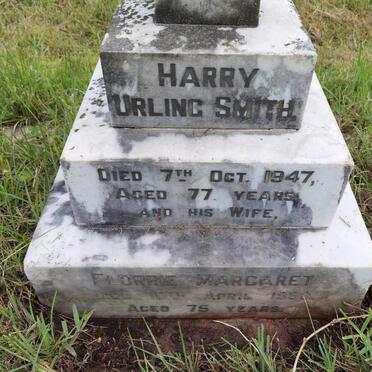 HARRY
URLING SMITH
DIED 7TH OCT. 1947,
AGED 77 YEARS
AND HIS WIFE,
FLORRIE MARGARET
APRIL
AGED 75 YEARS